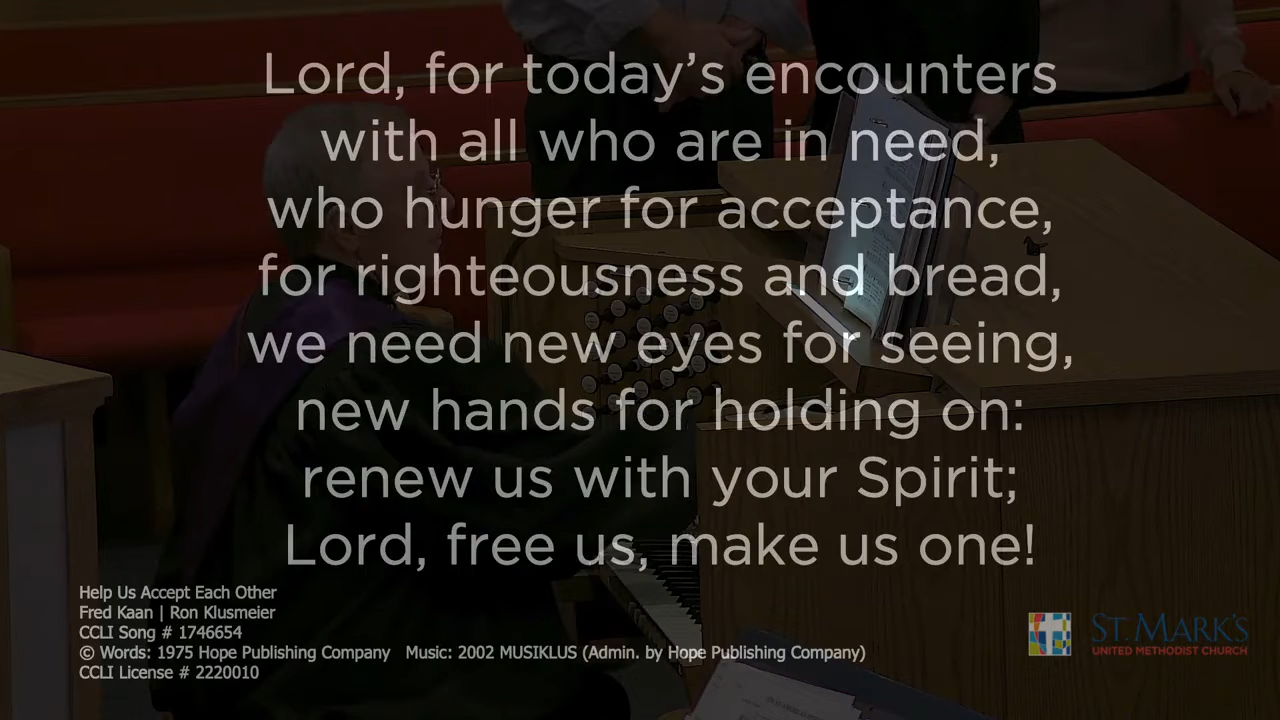 Lord, for today’s encounters
with all who are in need,
who hunger for acceptance,
for righteousness and bread,
we need new eyes for seeing,
new hands for holding on:
renew us with your Spirit;
Lord, free us, make us one!
Help Us Accept Each Other
Fred Kaan | Ron Klusmeier
CCLI Song # 1746654
© Words: 1975 Hope Publishing Company   Music: 2002 MUSIKLUS (Admin. by Hope Publishing Company)
CCLI License # 2220010
ST. MARK'S
UNITED METHODIST CHURCH